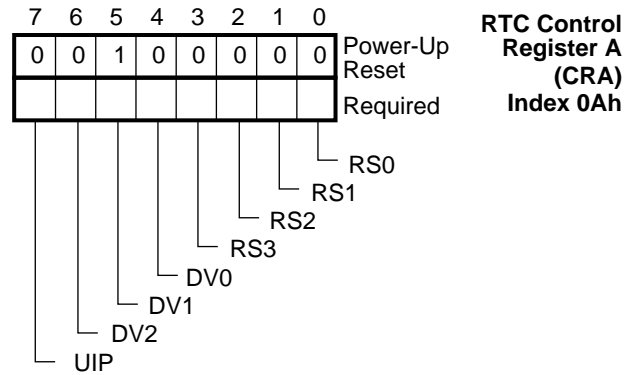 7 6 5 4 3 2 1 0
RTC Control
Register A
(CRA)
Index 0Ah
0 0 1 0 0 0 0 0
Power-Up
Reset
Required
RS0
RS1
RS2
RS3
DV0
DV1
DV2
UIP